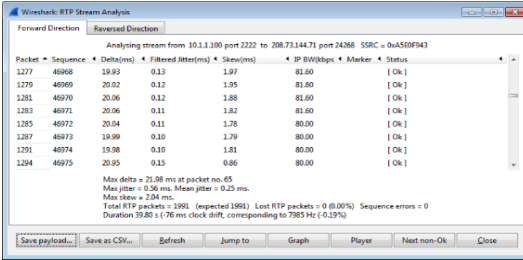 Wireshark: RTP Stream Analysis
Forward Direction Reversed Direction
Analysing stream from 10.1.1.100 port 2222 to 208.73.144.71 port 24268 SSRC = 0xA5E0F943
Packet Sequence Delta(ms) Filtered Jitter(ms) Skew(ms) IP BW(kbps Marker Status
1277 46968 19.93 0.13 1.97 81.60 [ Ok ]
1279 46969 20.02 0.12 1.95 81.60 [ Ok ]
1281 46970 20.06 0.12 1.88 81.60 [ Ok ]
1283 46971 20.06 0.11 1.82 81.60 [ Ok ]
1285 46972 20.04 0.11 1.78 80.00 [ Ok ]
1287 46973 19.99 0.10 1.79 80.00 [ Ok ]
1291 46974 19.98 0.10 1.81 80.00 [ Ok ]
1294 46975 20.95 0.15 0.86 80.00 [ Ok ]
Max delta = 21.98 ms at packet no. 65
Max jitter = 0.56 ms. Mean jitter = 0.25 ms.
Max skew = 2.04 ms.
Total RTP packets = 1991 (expected 1991) Lost RTP packets = 0 (0.00%) Sequence errors = 0
Duration 39.80 s (-76 ms clock drift, corresponding to 7985 Hz (-0.19%)
Save payload... Save as CSV... Refresh Jump to Graph Player Next non-Ok Close